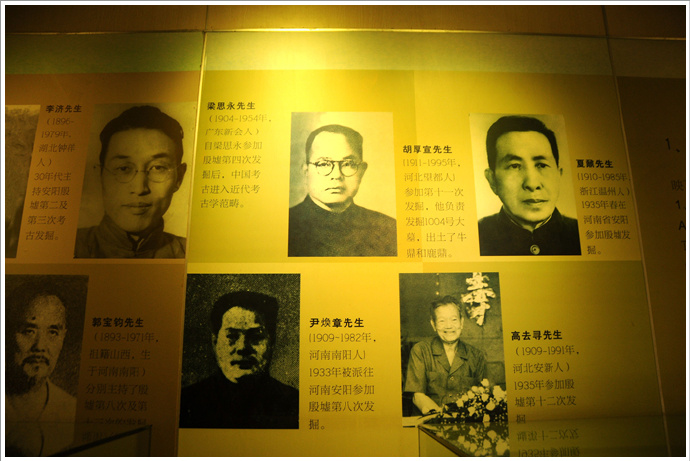 李济先生
(1896-
1979年，
湖北钟祥
人)
30年代主
持安阳殷
墟第二及
第三次考
古发掘。
梁思永先生
(1904-1954年，
广东新会人)
自梁思永参加
殷墟第四次发
掘后，中国考
古进入近代考
古学范畴。
胡厚宣先生
(1911-1995年，
河北望都人)
参加第十一次
发掘，他负责
发掘1004号大
墓，出土了牛
鼎和鹿鼎。
夏鼐先生
(1910-1985年，
浙江温州人)
1935年春在
河南省安阳
参加殷墟发
掘。
郭宝钧先生
(1893-1971年，
祖籍山西，生
于河南南阳)
分别主持了殷
墟第八次及第
尹焕章先生
(1909-1982年，
河南南阳人)
1933年被派往
河南安阳参加
殷墟第八次发
掘。
高去寻先生
(1909-1991年，
河北安新人)
1935年参加殷
墟第十二次